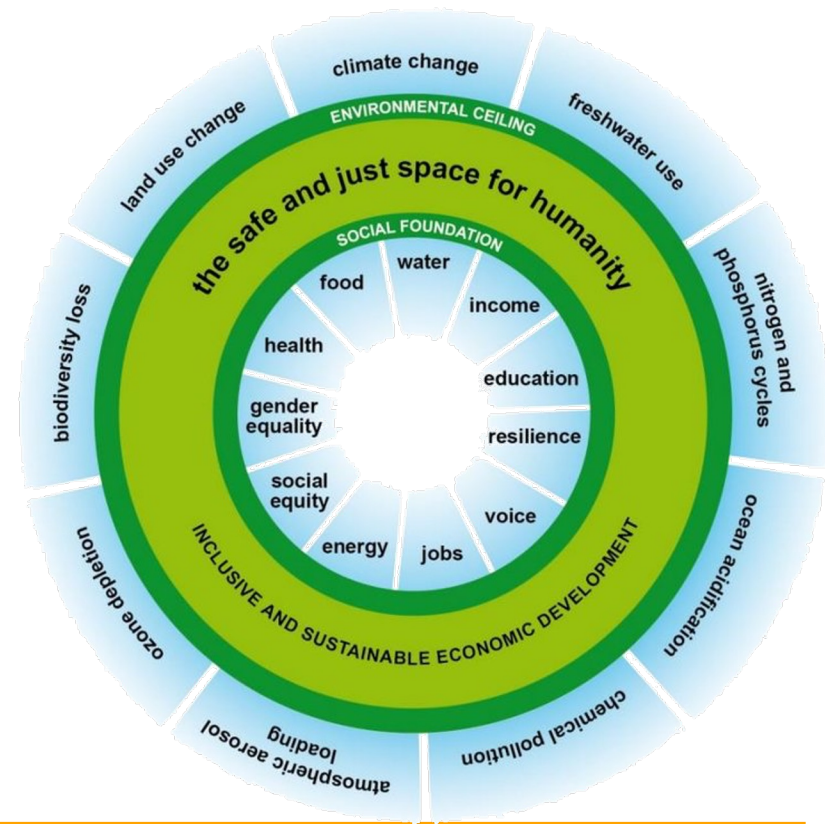 climate change
freshwater use
nitrogen and
phosphorus cycles
ocean acidification
chemical pollution
atmospheric aerosol
loading
ozone depletion
biodiversity loss
land use change
ENVIRONMENTAL CEILING
the safe and just space for humanity
SOCIAL FOUNDATION
water
income
education
resilience
voice
jobs
energy
social
equity
gender
equality
health
food
INCLUSIVE AND SUSTAINABLE ECONOMIC DEVELOPMENT